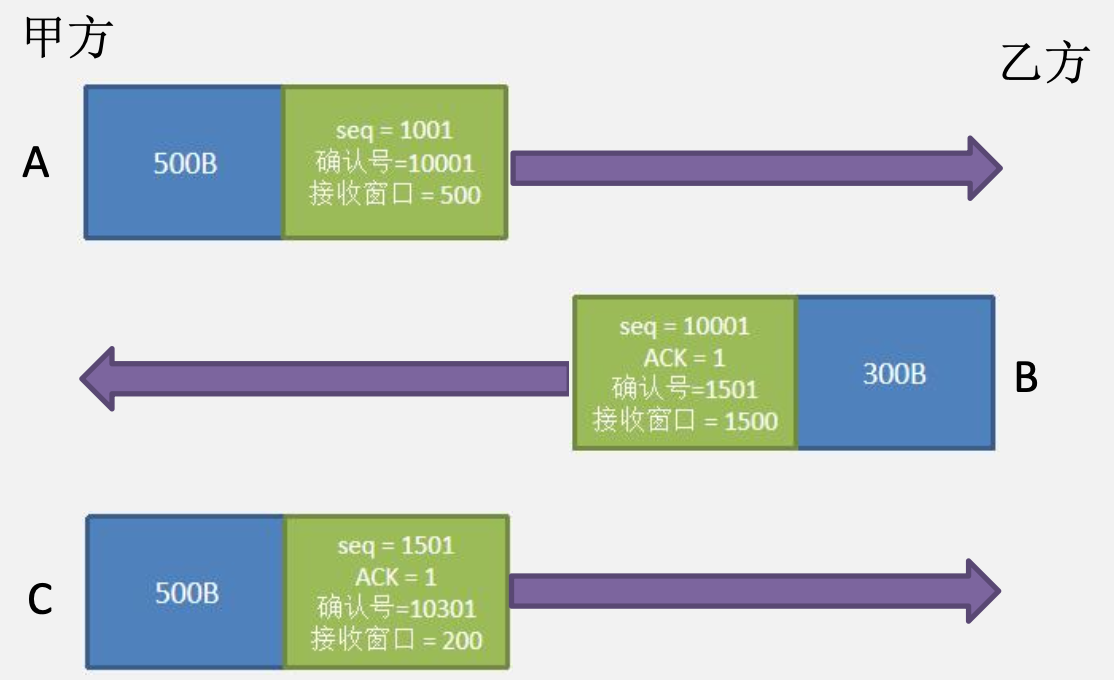 甲方
乙方
A
500B
seq = 1001
确认号=10001
接收窗口 = 500
seq = 10001
ACK = 1
确认号=1501
接收窗口 = 1500
300B
B
C
500B
seq = 1501
ACK = 1
确认号=10301
接收窗口 = 200